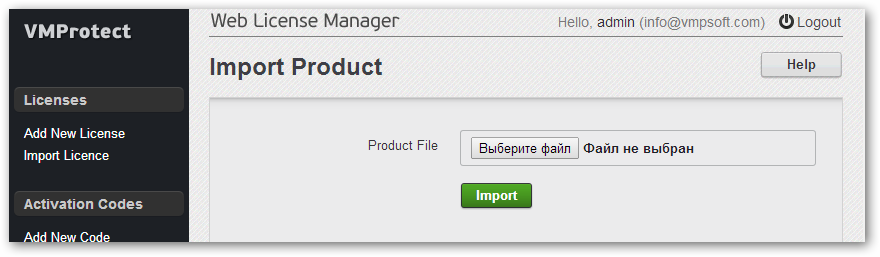 VMProtect
Web License Manager
Hello, admin (info@vmpsoft.com) Logout
Import Product
Help
Licenses
Add New License
Import Licence
Activation Codes
Add New Code
Product File
Выберите файл Файл не выбран
Import